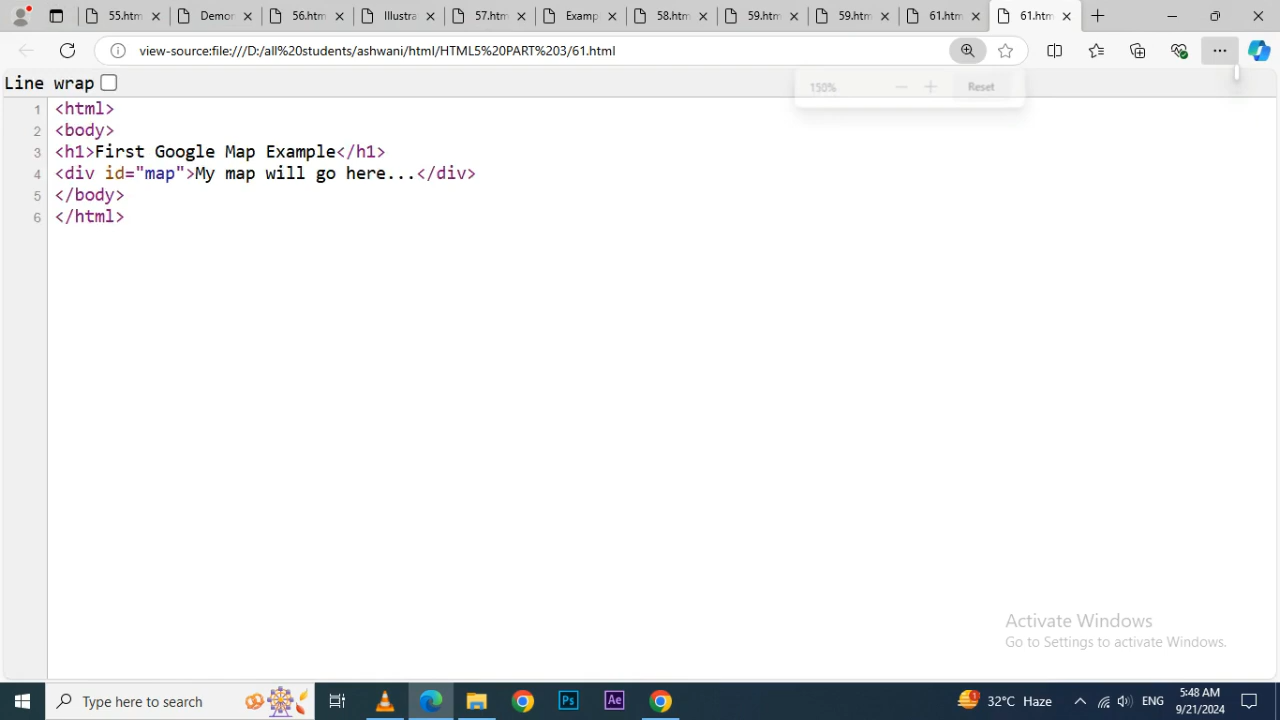 55.htm
Demor
56.htm
Illustra
57.htm
Examp
58.htm
59.htm
59.htm
61.htm
61.htm
view-source:file:///D:/all%20students/ashwani/html/HTML5%20PART%203/61.html
Line wrap
150%
Reset
1 <html>
2 <body>
3 <h1>First Google Map Example</h1>
4 <div id="map">My map will go here...</div>
5 </body>
6 </html>
Activate Windows
Go to Settings to activate Windows.
Type here to search
Ps
Ae
1
32°C Haze
ENG
5:48 AM
9/21/2024